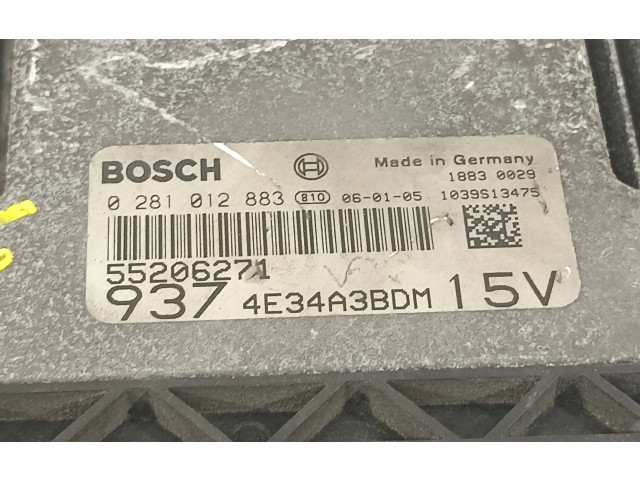 BOSCH Made in Germany
1883 0029
0 281 012 883 810 06-01-05 1039S13475
55206271
937 4E34A3BDM 15V